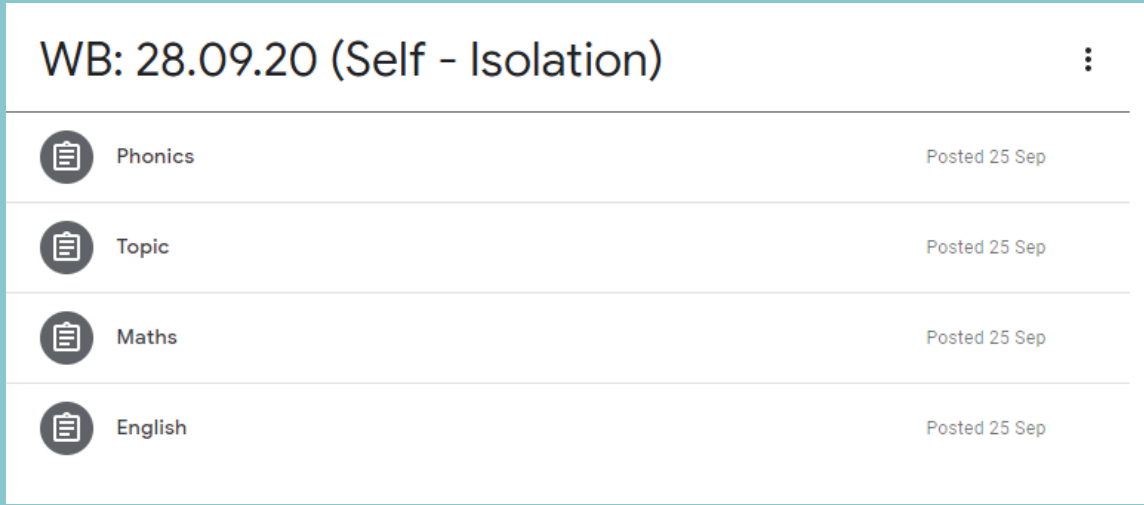 WB: 28.09.20 (Self - Isolation)
Phonics Posted 25 Sep
Topic Posted 25 Sep
Maths Posted 25 Sep
English Posted 25 Sep